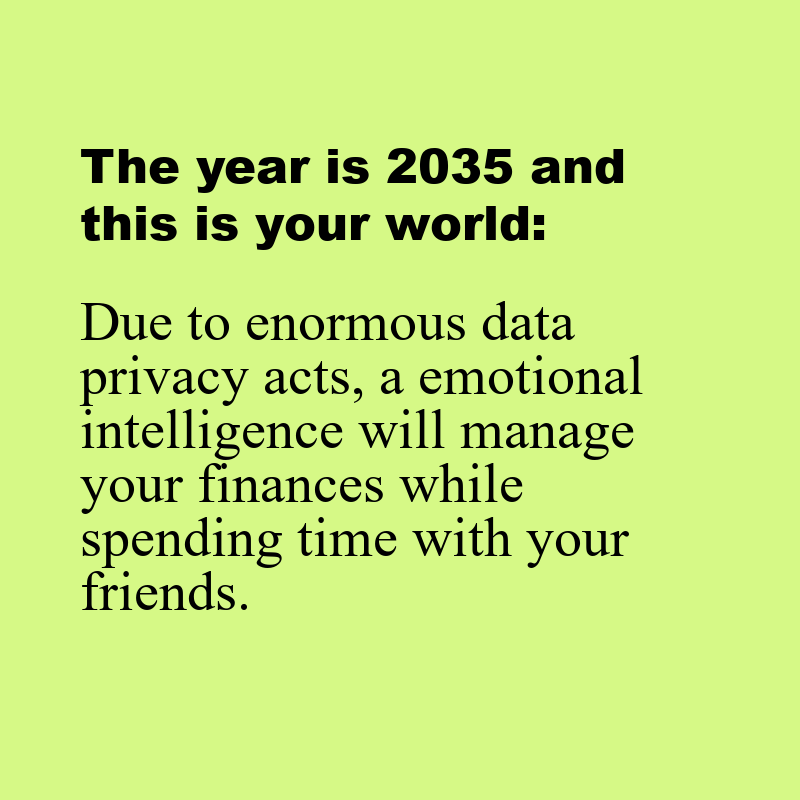 The year is 2035 and
this is your world:
Due to enormous data
privacy acts, a emotional
intelligence will manage
your finances while
spending time with your
friends.